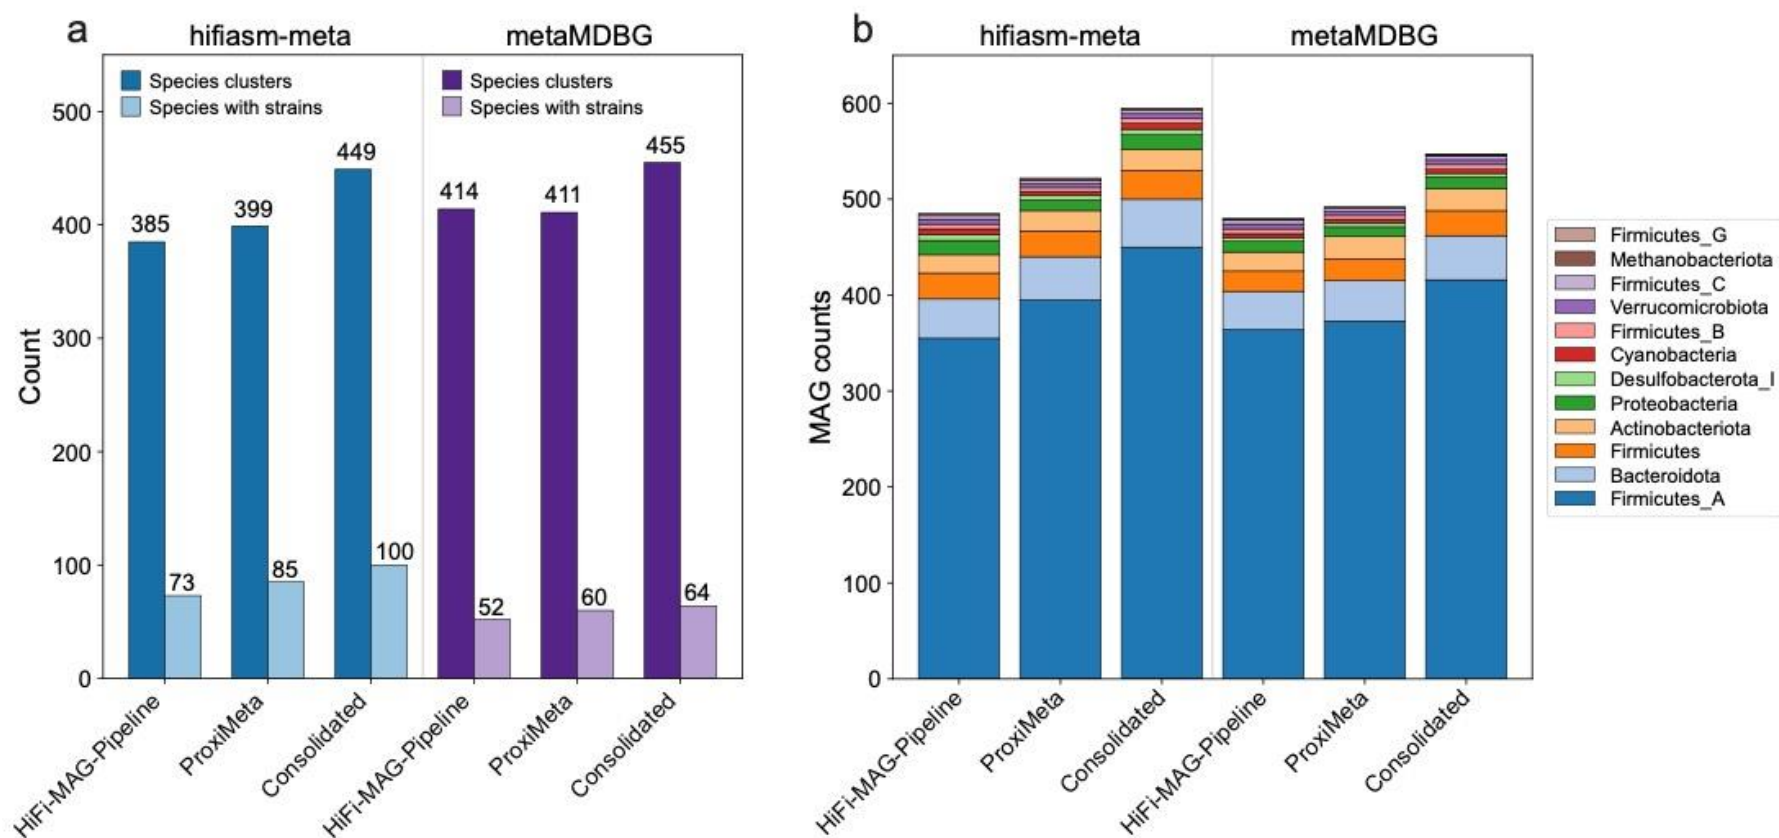 a
hifiasm-meta
metaMDBG
Species clusters
Species with strains
Species clusters
Species with strains
Count
500
400
300
200
100
0
385
73
399
85
449
100
414
52
411
60
455
64
HiFi-MAG-Pipeline
ProxiMeta
Consolidated
HiFi-MAG-Pipeline
ProxiMeta
Consolidated
b
hifiasm-meta
metaMDBG
MAG counts
600
500
400
300
200
100
0
HiFi-MAG-Pipeline
ProxiMeta
Consolidated
HiFi-MAG-Pipeline
ProxiMeta
Consolidated
Firmicutes_G
Methanobacteriota
Firmicutes_C
Verrucomicrobiota
Firmicutes_B
Cyanobacteria
Desulfobacterota_I
Proteobacteria
Actinobacteriota
Firmicutes
Bacteroidota
Firmicutes_A